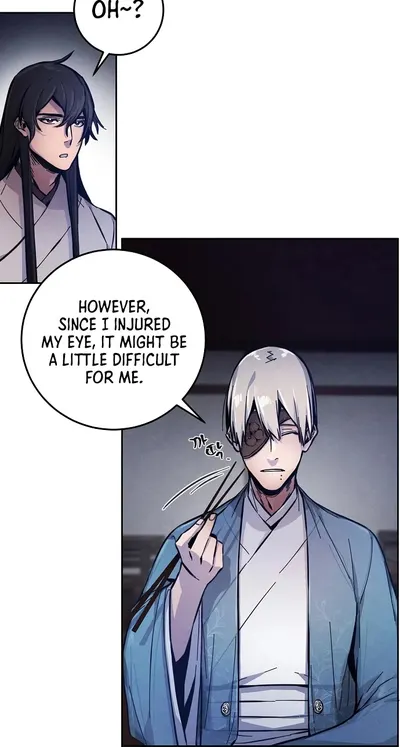 OH~?
HOWEVER,
SINCE I INJURED
MY EYE, IT MIGHT BE
A LITTLE DIFFICULT
FOR ME.